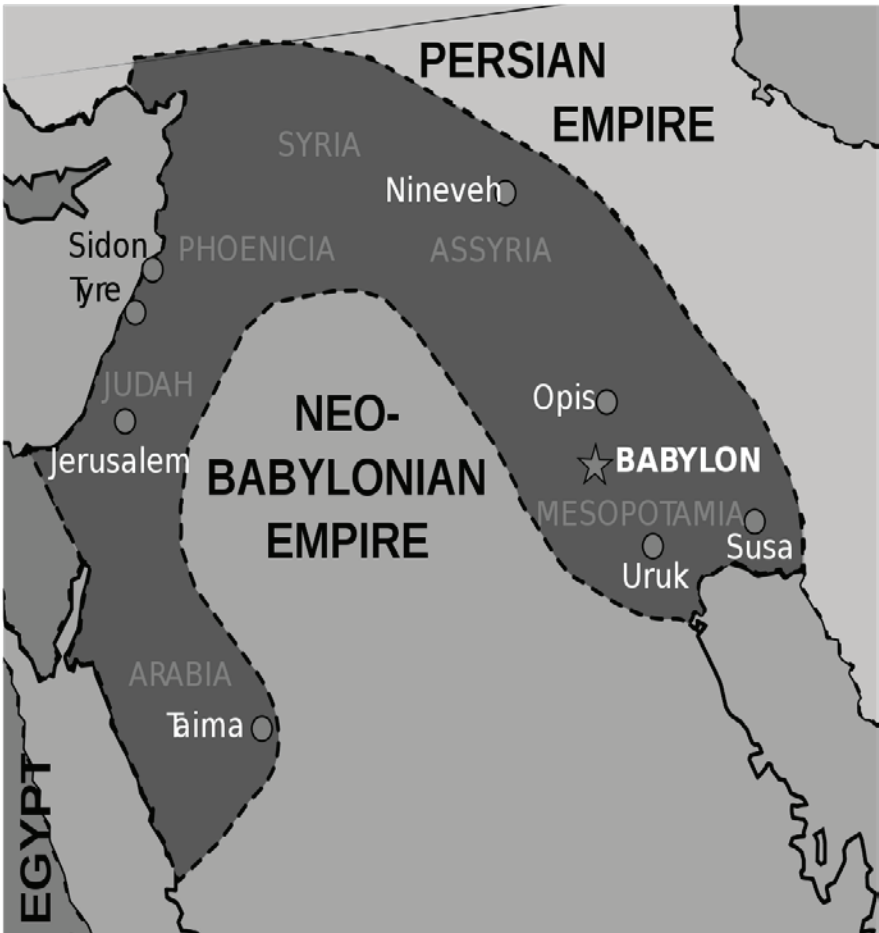 PERSIAN
EMPIRE
SYRIA
Nineveh
Sidon
PHOENICIA
ASSYRIA
Tyre
JUDAH
Opis
Jerusalem
NEO-
BABYLONIAN
EMPIRE
BABYLON
MESOPOTAMIA
Susa
Uruk
ARABIA
Taima
EGYPT